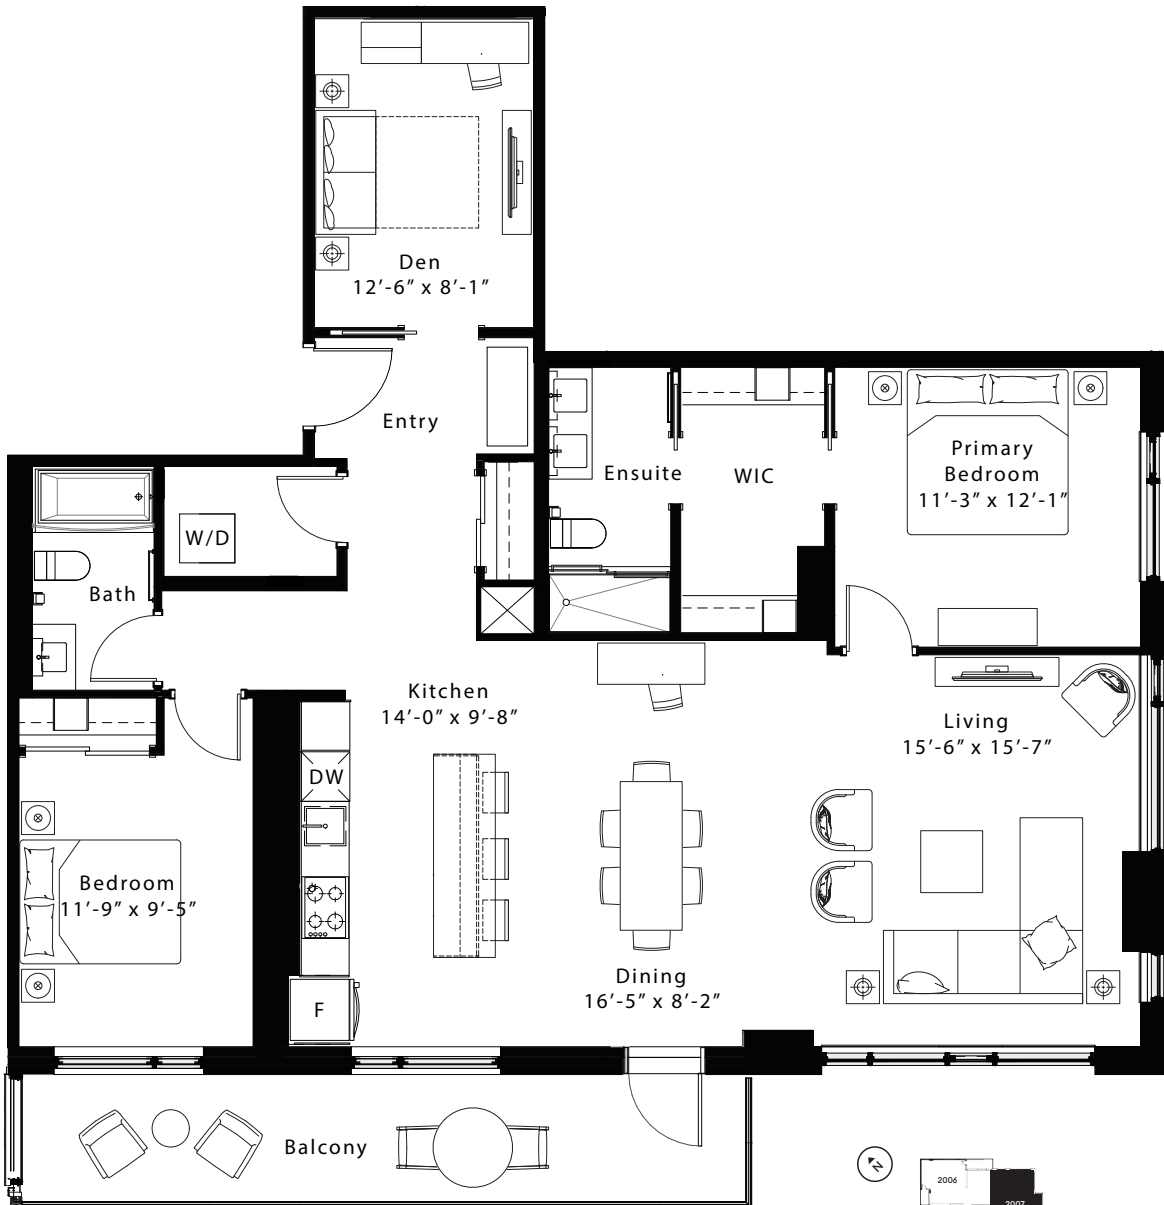 Den
12′-6″ x 8′-1″
Entry
Ensuite
WIC
Primary
Bedroom
11′-3″ x 12′-1″
W/D
Bath
Kitchen
14′-0″ x 9′-8″
Living
15′-6″ x 15′-7″
DW
Bedroom
11′-9″ x 9′-5″
Dining
16′-5″ x 8′-2″
F
Balcony
N
2006
2007